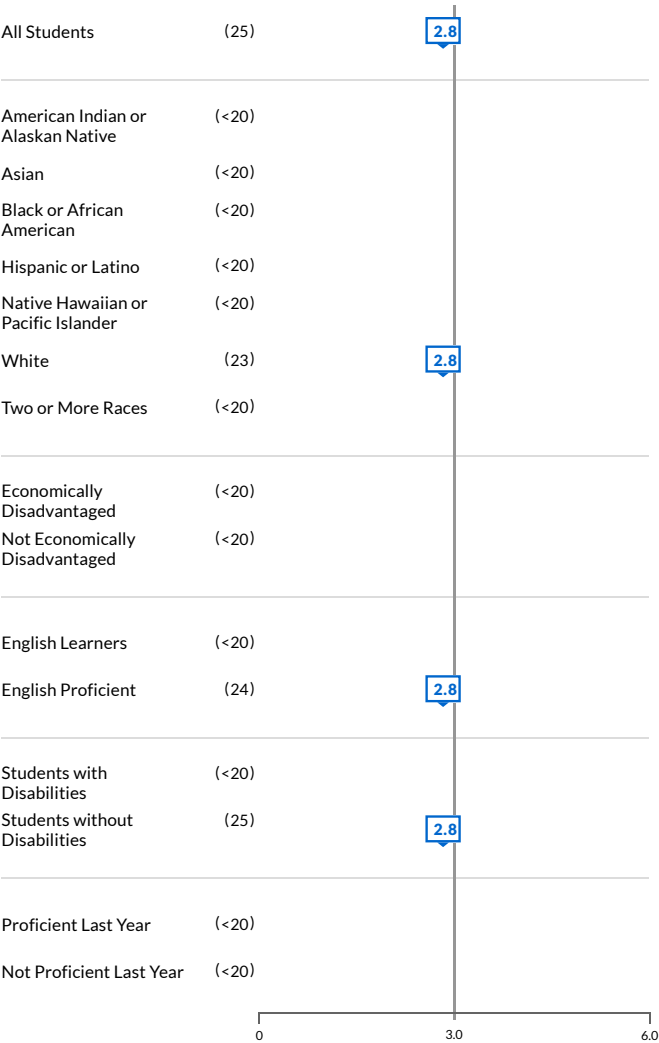 All Students (25) 2.8
American Indian or (<20)
Alaskan Native
Asian (<20)
Black or African (<20)
American
Hispanic or Latino (<20)
Native Hawaiian or (<20)
Pacific Islander
White (23) 2.8
Two or More Races (<20)
Economically (<20)
Disadvantaged
Not Economically (<20)
Disadvantaged
English Learners (<20)
English Proficient (24) 2.8
Students with (<20)
Disabilities
Students without (25) 2.8
Disabilities
Proficient Last Year (<20)
Not Proficient Last Year (<20)
0 3.0 6.0